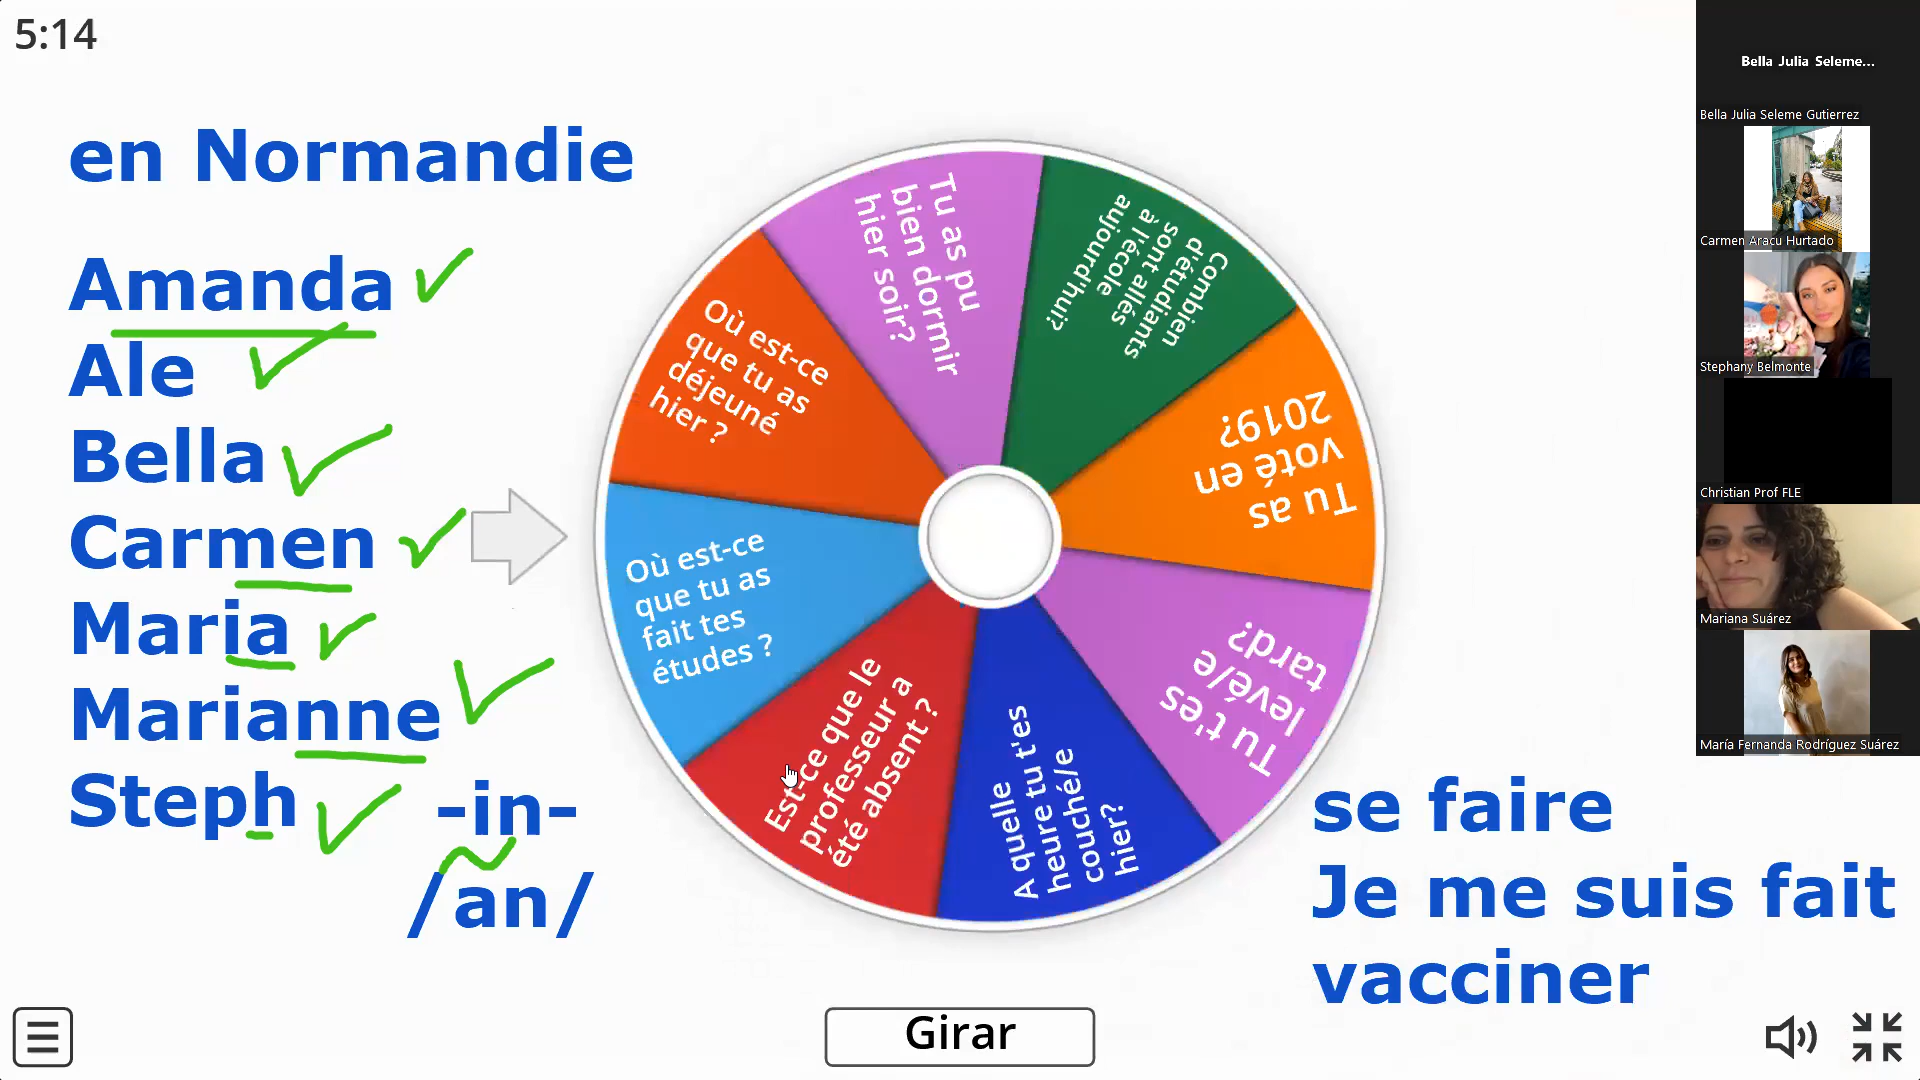 5:14
en Normandie
Amanda
Ale
Bella
Carmen
Maria
Marianne
Steph
-in-
/an/
Tu as pu
bien dormir
hier soir?
Combien
d'étudiants
sont allés
à l'école
aujourd'hui?
Tu as
voté en
2019?
Tu t'es
levé/e
tard?
A quelle
heure tu t'es
couché/e
hier?
Est-ce que le
professeur a
été absent ?
Où est-ce
que tu as
fait tes
études ?
Où est-ce
que tu as
déjeuné
hier ?
se faire
Je me suis fait
vacciner
Girar
Bella Julia Seleme...
Bella Julia Seleme Gutierrez
Carmen Aracu Hurtado
Stephany Belmonte
Christian Prof FLE
Mariana Suárez
María Fernanda Rodríguez Suárez